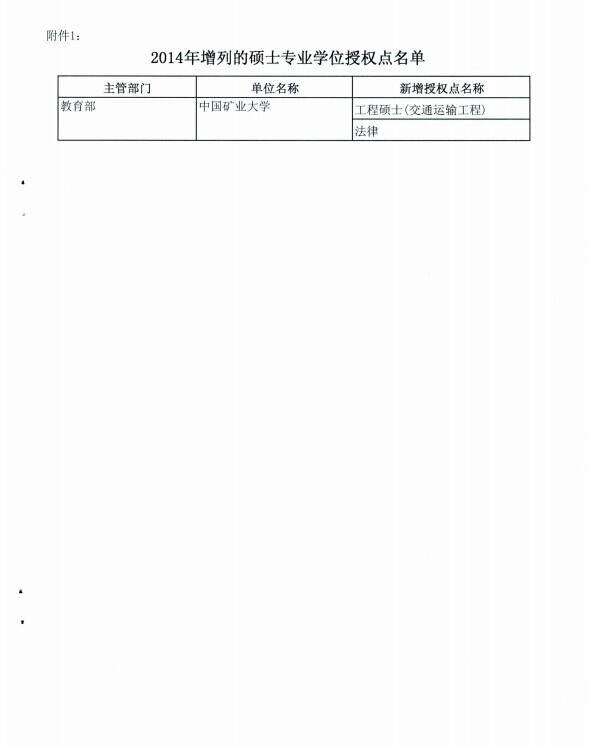 附件1:
2014年增列的硕士专业学位授权点名单
主管部门 单位名称 新增授权点名称
教育部 中国矿业大学 工程硕士(交通运输工程)
法律